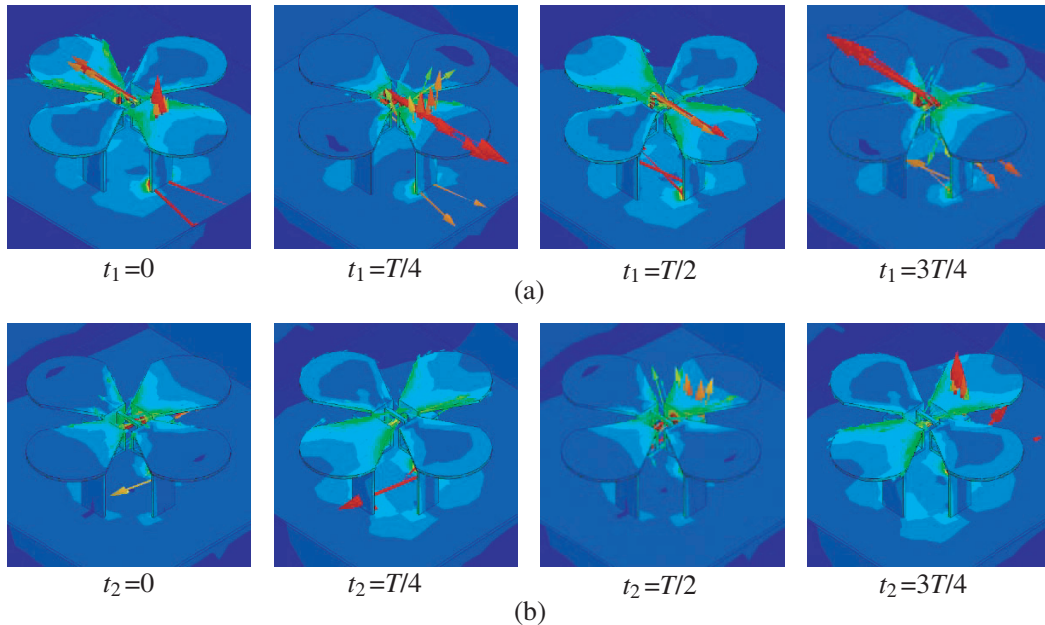 t₁=0 t₁=T/4 t₁=T/2 t₁=3T/4
(a)
t₂=0 t₂=T/4 t₂=T/2 t₂=3T/4
(b)